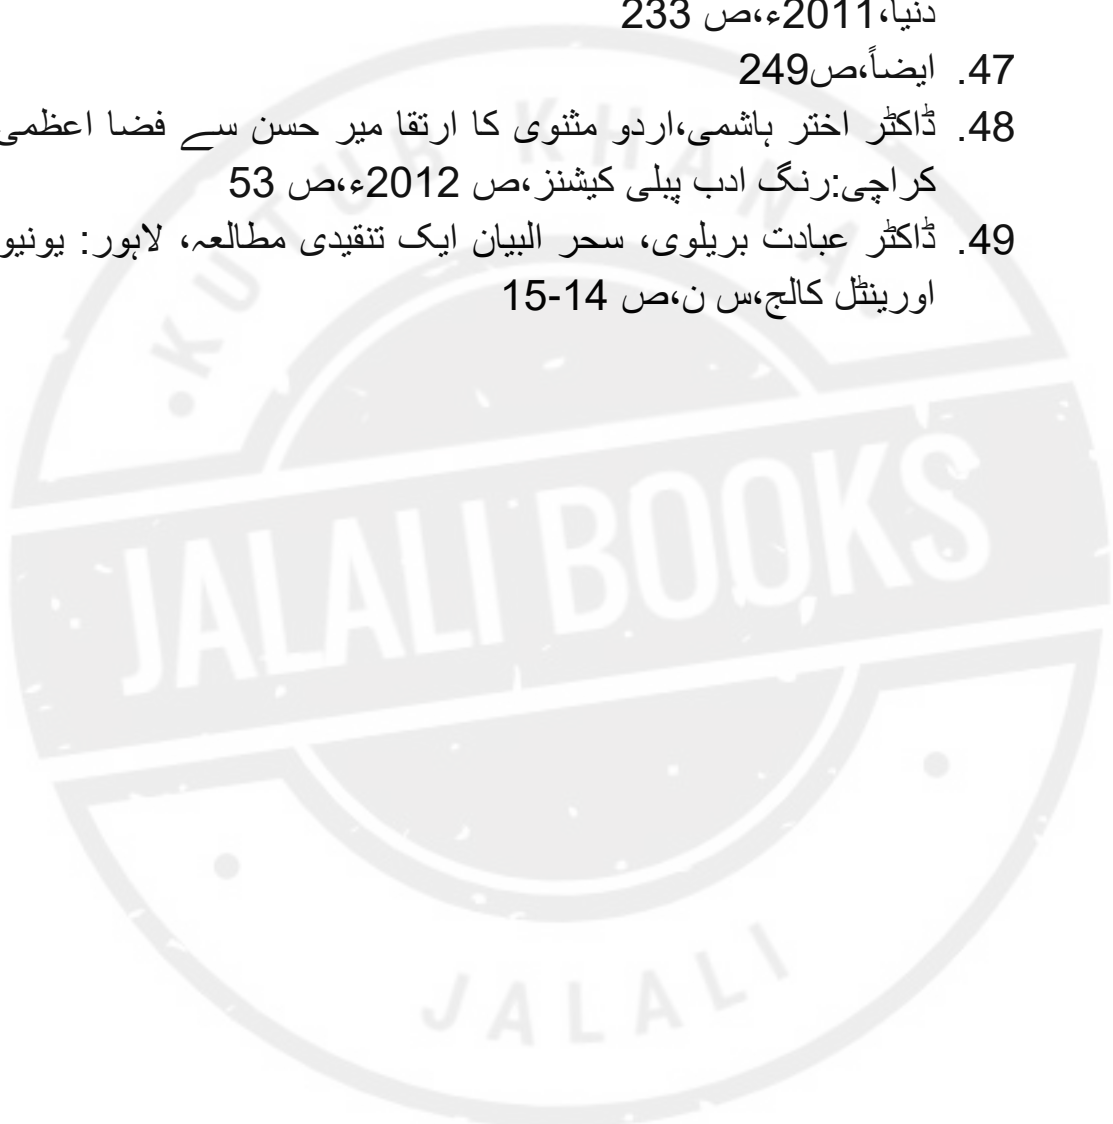 دنیا،2011ء،ص 233
47. ایضاً،ص249
48. ڈاکٹر اختر ہاشمی،اردو مثنوی کا ارتقا میر حسن سے فضا اعظمی
کراچی:رنگ ادب پبلی کیشنز،ص 2012ء،ص 53
49. ڈاکٹر عبادت بریلوی، سحر البیان ایک تنقیدی مطالعہ، لاہور: یونیو
اورینٹل کالج،س ن،ص 14-15
KUTUB KHANA
JALALI BOOKS
JALALI